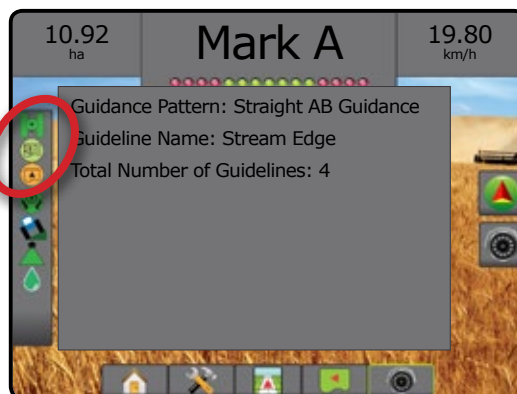 10.92
ha
Mark A
19.80
km/h
Guidance Pattern: Straight AB Guidance
Guideline Name: Stream Edge
Total Number of Guidelines: 4